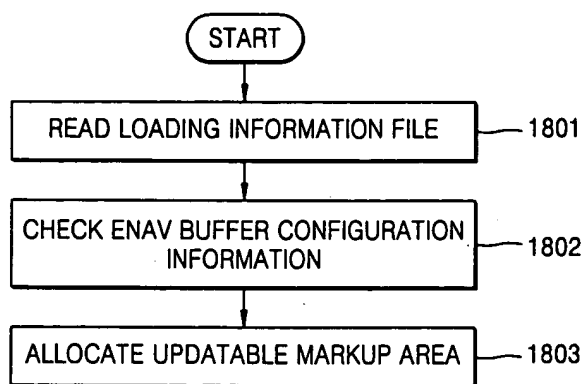 START
READ LOADING INFORMATION FILE
1801
CHECK ENAV BUFFER CONFIGURATION
INFORMATION
1802
ALLOCATE UPDATABLE MARKUP AREA
1803